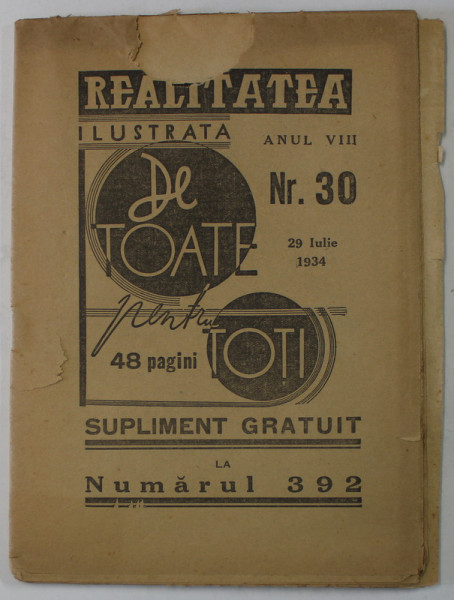 REALITATEA
ILUSTRATA
ANUL VIII
De
Nr. 30
TOATE
29 Iulie
1934
pentru
48 pagini
TOȚI
SUPLIMENT GRATUIT
LA
Numărul 392